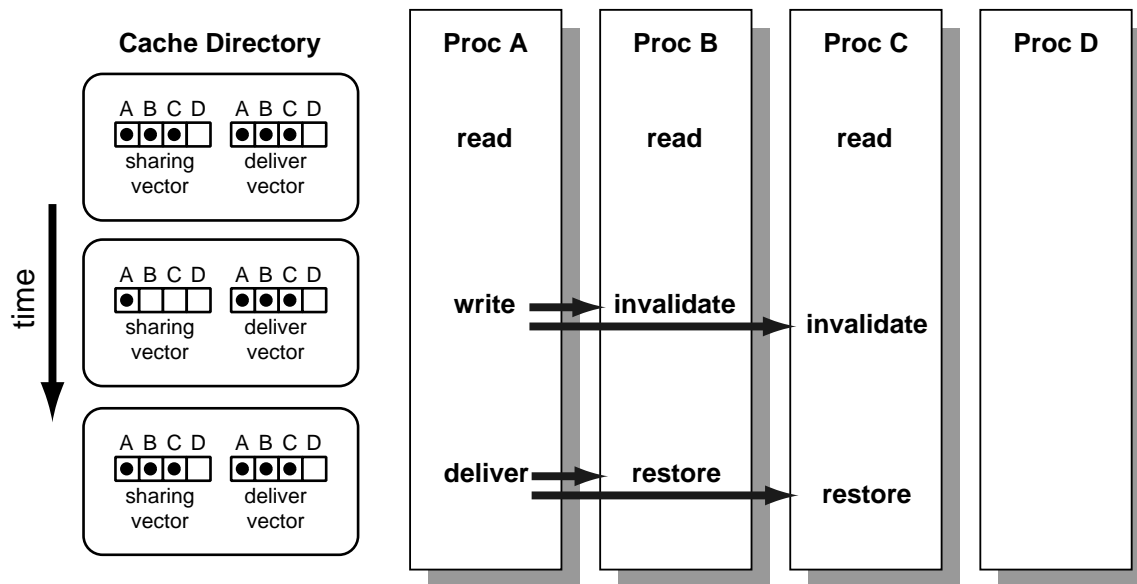 Cache Directory
Proc A
Proc B
Proc C
Proc D
A B C D
A B C D
sharing
vector
deliver
vector
read
read
read
time
A B C D
A B C D
sharing
vector
deliver
vector
write
invalidate
invalidate
A B C D
A B C D
sharing
vector
deliver
vector
deliver
restore
restore